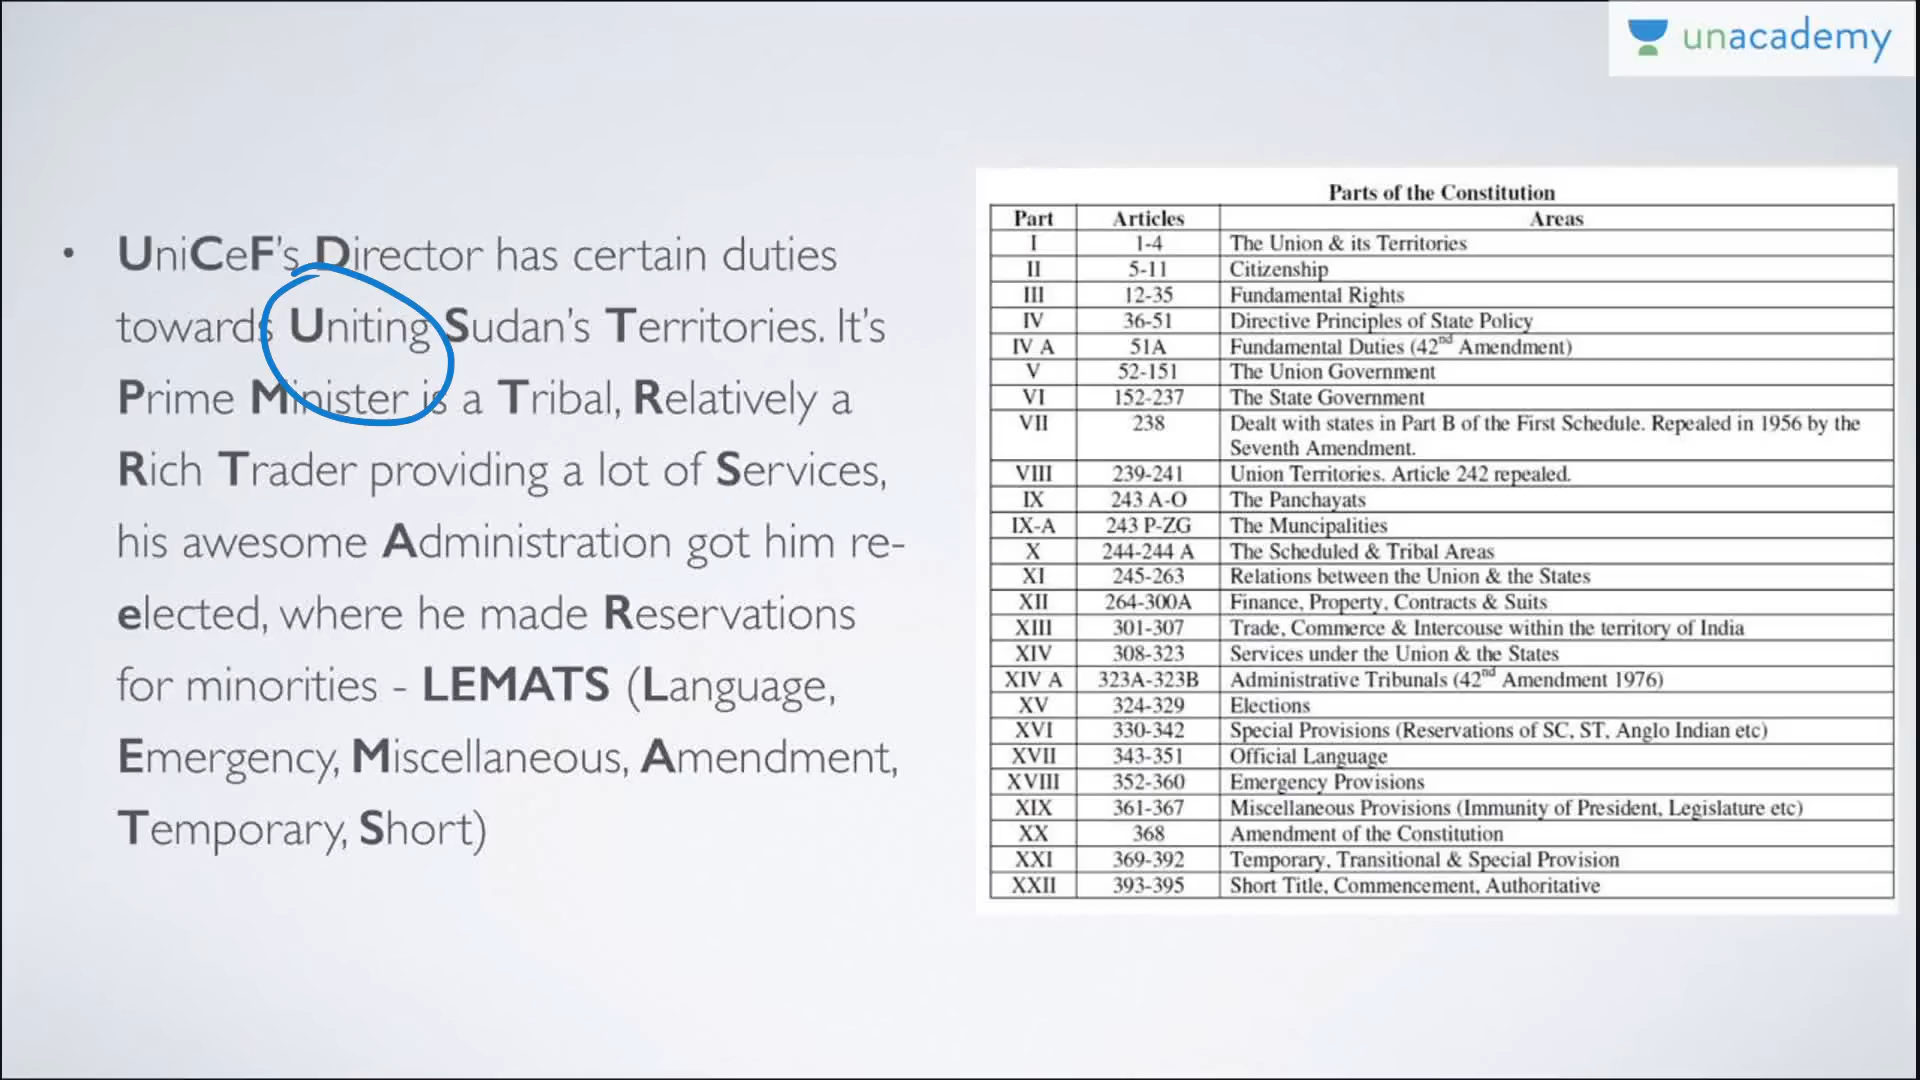 unacademy
• UniCeF's Director has certain duties
towards Uniting Sudan's Territories. It's
Prime Minister is a Tribal, Relatively a
Rich Trader providing a lot of Services,
his awesome Administration got him re-
elected, where he made Reservations
for minorities - LEMATS (Language,
Emergency, Miscellaneous, Amendment,
Temporary, Short)
Parts of the Constitution
Part Articles Areas
I 1-4 The Union & its Territories
II 5-11 Citizenship
III 12-35 Fundamental Rights
IV 36-51 Directive Principles of State Policy
IV A 51A Fundamental Duties (42nd Amendment)
V 52-151 The Union Government
VI 152-237 The State Government
VII 238 Dealt with states in Part B of the First Schedule. Repealed in 1956 by the
Seventh Amendment.
VIII 239-241 Union Territories. Article 242 repealed.
IX 243 A-O The Panchayats
IX-A 243 P-ZG The Muncipalities
X 244-244 A The Scheduled & Tribal Areas
XI 245-263 Relations between the Union & the States
XII 264-300A Finance, Property, Contracts & Suits
XIII 301-307 Trade, Commerce & Intercouse within the territory of India
XIV 308-323 Services under the Union & the States
XIV A 323A-323B Administrative Tribunals (42nd Amendment 1976)
XV 324-329 Elections
XVI 330-342 Special Provisions (Reservations of SC, ST, Anglo Indian etc)
XVII 343-351 Official Language
XVIII 352-360 Emergency Provisions
XIX 361-367 Miscellaneous Provisions (Immunity of President, Legislature etc)
XX 368 Amendment of the Constitution
XXI 369-392 Temporary, Transitional & Special Provision
XXII 393-395 Short Title, Commencement, Authoritative